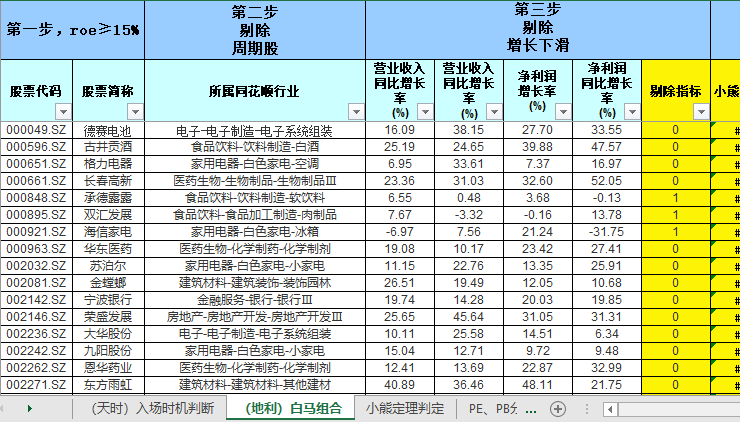 第一步，roe≥15% 第二步 剔除 周期股 第三步 剔除 增长下滑
股票代码 股票简称 所属同花顺行业 营业收入同比增长率(%) 营业收入同比增长率(%) 净利润增长率(%) 净利润同比增长率(%) 剔除指标 小熊
000049.SZ 德赛电池 电子-电子制造-电子系统组装 16.09 38.15 27.70 33.55 0 #
000596.SZ 古井贡酒 食品饮料-饮料制造-白酒 25.19 24.65 39.88 47.57 0 #
000651.SZ 格力电器 家用电器-白色家电-空调 6.95 33.61 7.37 16.97 0 #
000661.SZ 长春高新 医药生物-生物制品-生物制品Ⅲ 23.36 31.03 32.60 52.05 0 #
000848.SZ 承德露露 食品饮料-饮料制造-软饮料 6.55 0.48 3.68 -0.13 1 #
000895.SZ 双汇发展 食品饮料-食品加工制造-肉制品 7.67 -3.32 -0.16 13.78 1 #
000921.SZ 海信家电 家用电器-白色家电-冰箱 -6.97 7.56 21.24 -31.75 1 #
000963.SZ 华东医药 医药生物-化学制药-化学制剂 19.08 10.17 23.42 27.41 0 #
002032.SZ 苏泊尔 家用电器-白色家电-小家电 11.15 22.76 13.35 25.91 0 #
002081.SZ 金螳螂 建筑材料-建筑装饰-装饰园林 26.51 19.49 12.05 10.68 0 #
002142.SZ 宁波银行 金融服务-银行-银行Ⅲ 19.74 14.28 20.03 19.85 0 #
002146.SZ 荣盛发展 房地产-房地产开发-房地产开发Ⅲ 25.65 45.64 31.05 31.31 0 #
002236.SZ 大华股份 电子-电子制造-电子系统组装 10.11 25.58 14.51 6.34 0 #
002242.SZ 九阳股份 家用电器-白色家电-小家电 15.04 12.71 9.72 9.48 0 #
002262.SZ 恩华药业 医药生物-化学制药-化学制剂 12.41 13.69 22.87 32.99 0 #
002271.SZ 东方雨虹 建筑材料-建筑材料-其他建材 40.89 36.46 48.11 21.75 0 #
（天时）入场时机判断 （地利）白马组合 小熊定理判定 PE、PB分 ...